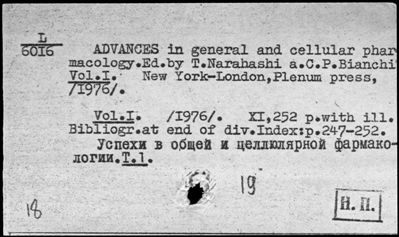 L
6016
ADVANCES in general and cellular phar
macology.Ed.by T.Narahashi a.C.P.Bianchi
Vol.I. New York-London,Plenum press,
/1976/.
Vol.I. /1976/. XI,252 p.with ill.
Bibliogr.at end of div.Index:p.247-252.
Успехи в общей и целлюлярной фармако-
логии.Т.1.
19
18
Н.П.